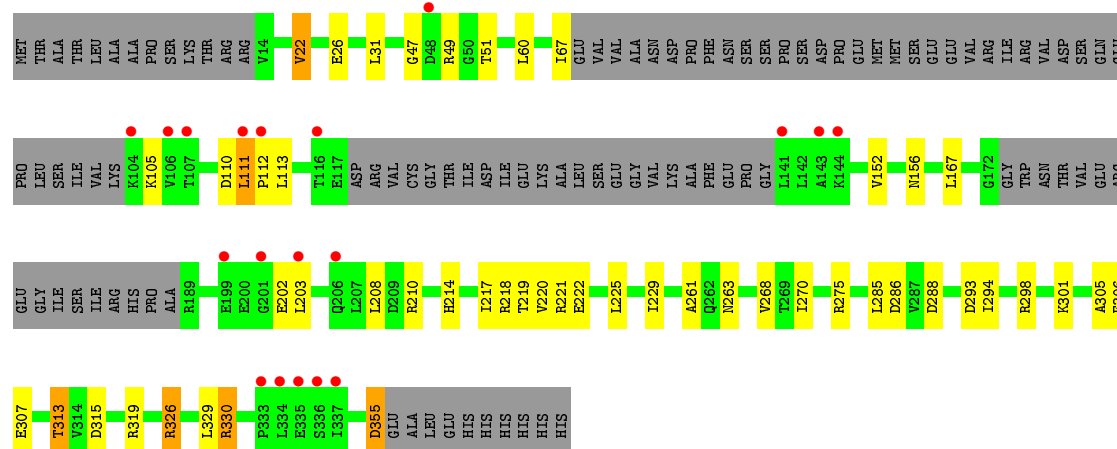 MET THR ALA THR LEU ALA ALA PRO SER LYS THR ARG ARG V14 V22 E26 L31 G47 D48 R49 G50 T51 L60 I67 GLU VAL VAL ALA ASN ASP PRO PHE ASN SER SER PRO SER ASP PRO GLU MET MET SER GLU GLU VAL ARG ILE ARG VAL ASP SER GLN
PRO LEU SER ILE VAL LYS K104 K105 V106 T107 D110 L111 P112 L113 T116 E117 ASP ARG VAL CYS GLY THR ILE ASP ILE GLU LYS ALA LEU SER GLU GLY VAL LYS ALA PHE GLU PRO GLY L141 L142 A143 K144 V152 N156 L167 G172 GLY TRP ASN THR VAL GLU
GLU GLY ILE SER ILE ARG HIS PRO ALA R189 E199 E200 G201 E202 L203 Q206 L207 L208 D209 R210 H214 I217 R218 T219 V220 R221 E222 L225 I229 A261 Q262 N263 V268 T269 I270 R275 L285 D286 V287 D288 D293 I294 R298 K301 A305
E307 T313 V314 D315 R319 R326 L329 R330 P333 L334 E335 S336 I337 D355 GLU ALA LEU GLU HIS HIS HIS HIS HIS HIS